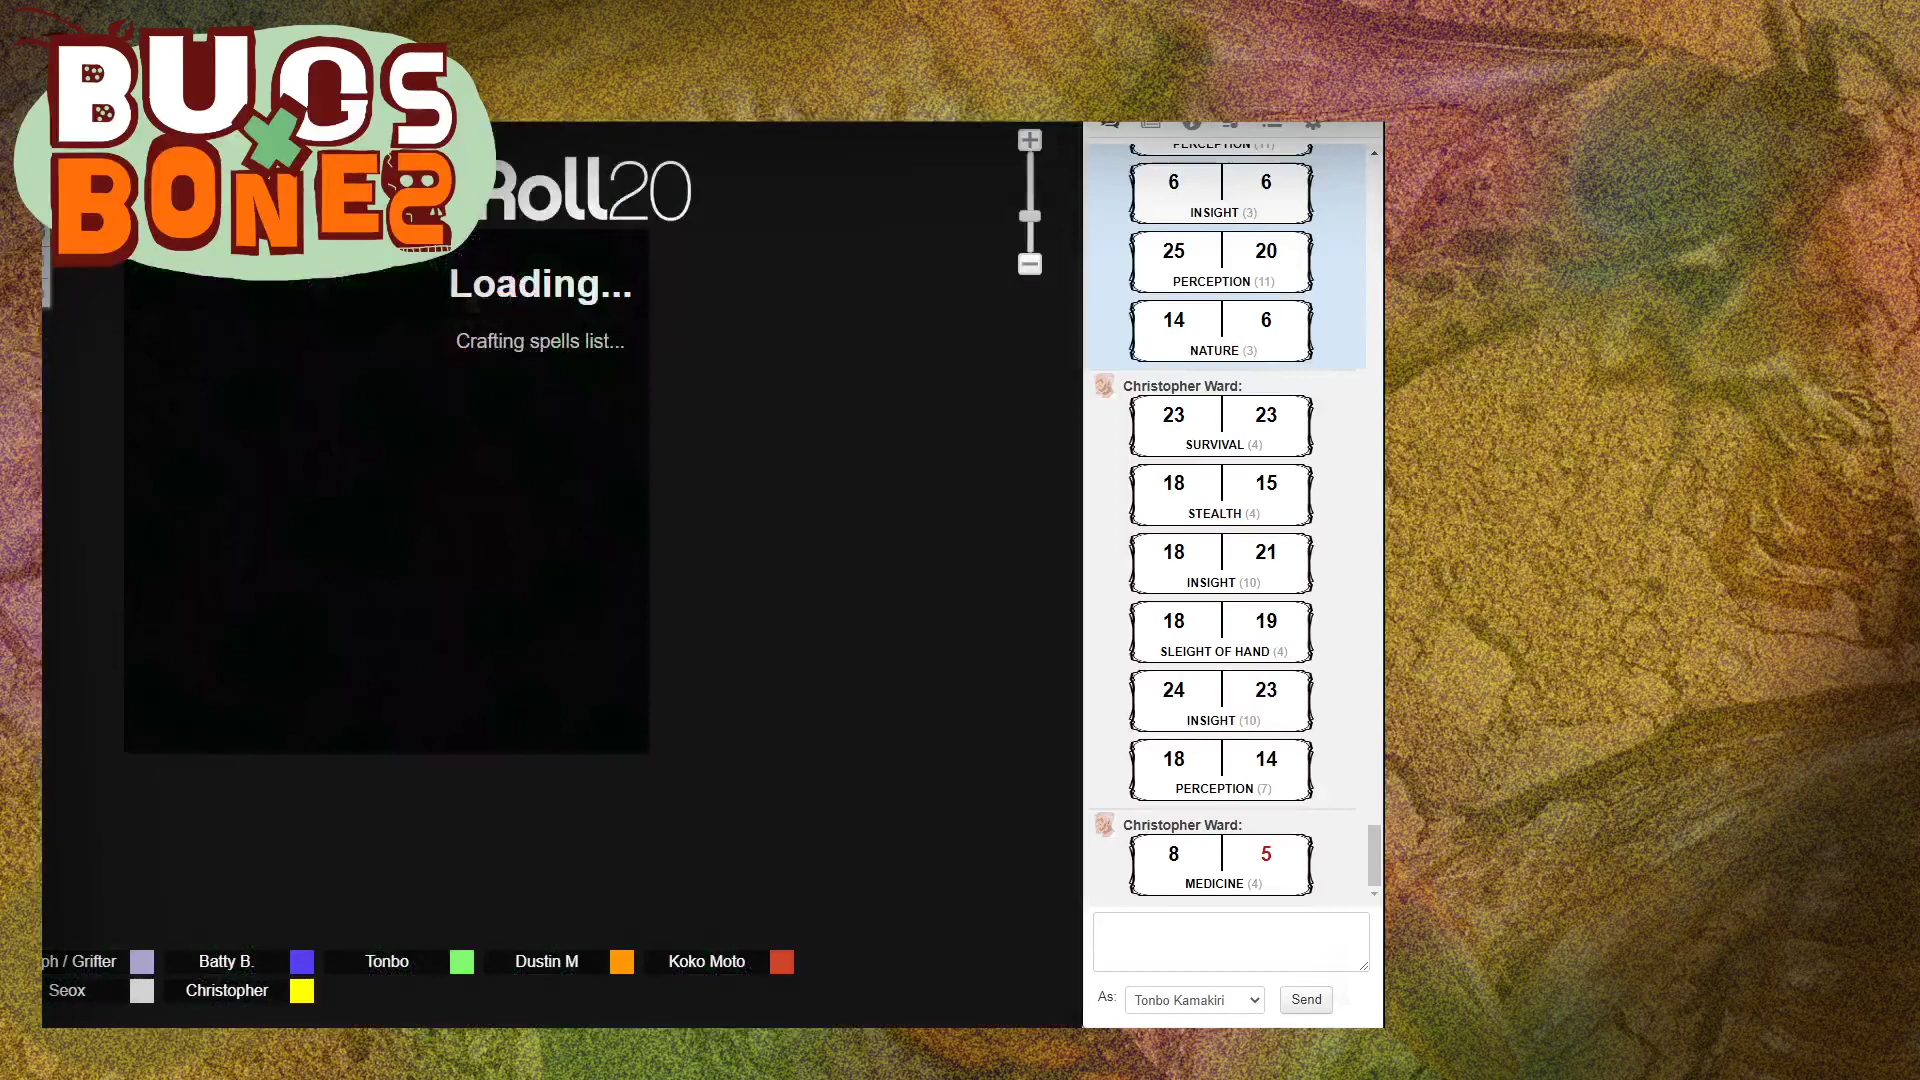 BUGS
X
BONES
Roll20
Loading...
Crafting spells list...
PERCEPTION (11)
6 6
INSIGHT (3)
25 20
PERCEPTION (11)
14 6
NATURE (3)
Christopher Ward:
23 23
SURVIVAL (4)
18 15
STEALTH (4)
18 21
INSIGHT (10)
18 19
SLEIGHT OF HAND (4)
24 23
INSIGHT (10)
18 14
PERCEPTION (7)
Christopher Ward:
8 5
MEDICINE (4)
As: Tonbo Kamakiri Send
ph / Grifter Batty B. Tonbo Dustin M Koko Moto
Seox Christopher